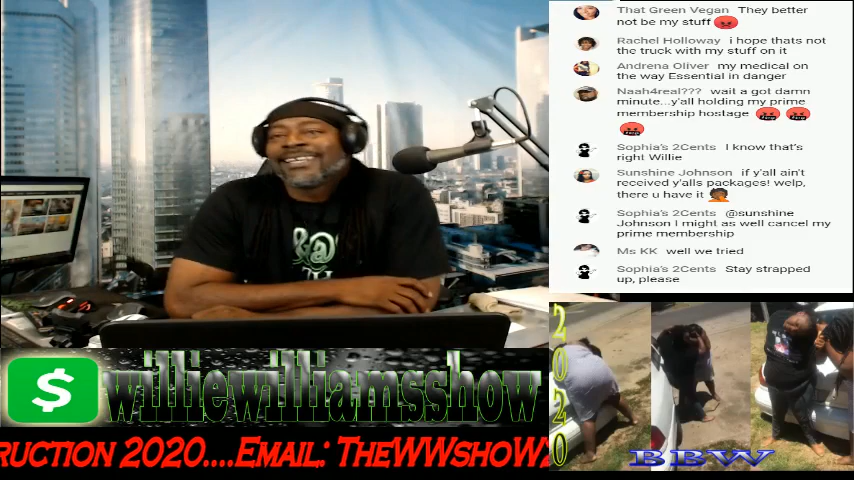 That Green Vegan They better
not be my stuff
Rachel Holloway i hope thats not
the truck with my stuff on it
Andrena Oliver my medical on
the way Essential in danger
Naah4real??? wait a got damn
minute...y'all holding my prime
membership hostage
Sophia's 2Cents I know that's
right Willie
Sunshine Johnson if y'all ain't
received y'alls packages! welp,
there u have it
Sophia's 2Cents @sunshine
Johnson I might as well cancel my
prime membership
Ms KK well we tried
Sophia's 2Cents Stay strapped
up, please
&@
$ williewilliamsshow
RUCTION 2020....EMAIL: THEWWSHOW
2020
BBW